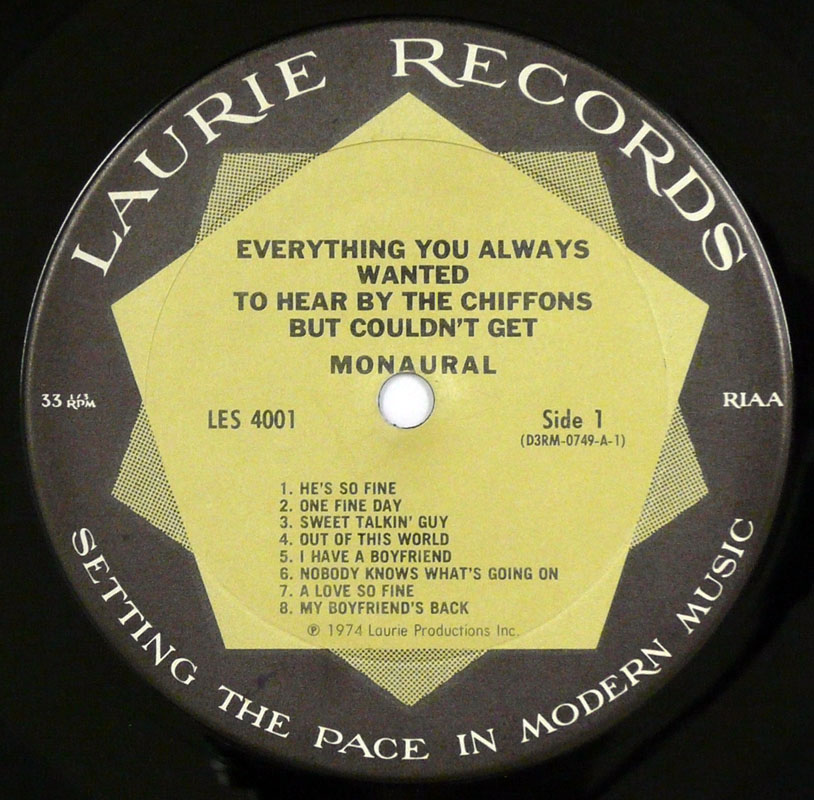 LAURIE RECORDS
EVERYTHING YOU ALWAYS
WANTED
TO HEAR BY THE CHIFFONS
BUT COULDN'T GET
MONAURAL
33 1/3 RPM
RIAA
LES 4001
Side 1
(D3RM-0749-A-1)
1. HE'S SO FINE
2. ONE FINE DAY
3. SWEET TALKIN' GUY
4. OUT OF THIS WORLD
5. I HAVE A BOYFRIEND
6. NOBODY KNOWS WHAT'S GOING ON
7. A LOVE SO FINE
8. MY BOYFRIEND'S BACK
℗ 1974 Laurie Productions Inc.
SETTING THE PACE IN MODERN MUSIC